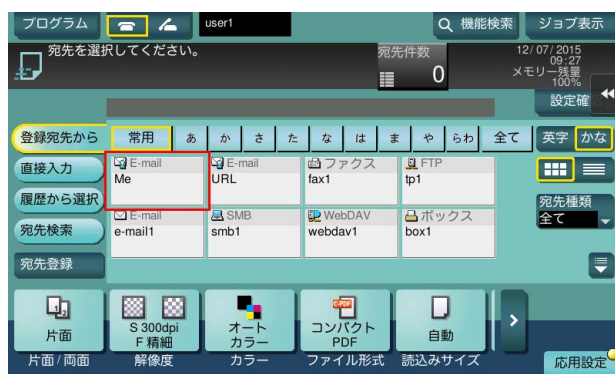 プログラム
user1
機能検索
ジョブ表示
宛先を選択してください。
宛先件数
0
12/07/2015
09:27
メモリー残量
100%
設定確
登録宛先から
常用
あ
か
さ
た
な
は
ま
や
らわ
全て
英字
かな
直接入力
E-mail
Me
E-mail
URL
ファクス
fax1
FTP
tp1
履歴から選択
宛先種類
全て
宛先検索
E-mail
e-mail1
SMB
smb1
WebDAV
webdav1
ボックス
box1
宛先登録
片面
S 300dpi
F 精細
オート
カラー
コンパクト
PDF
自動
片面/両面
解像度
カラー
ファイル形式
読込みサイズ
応用設定